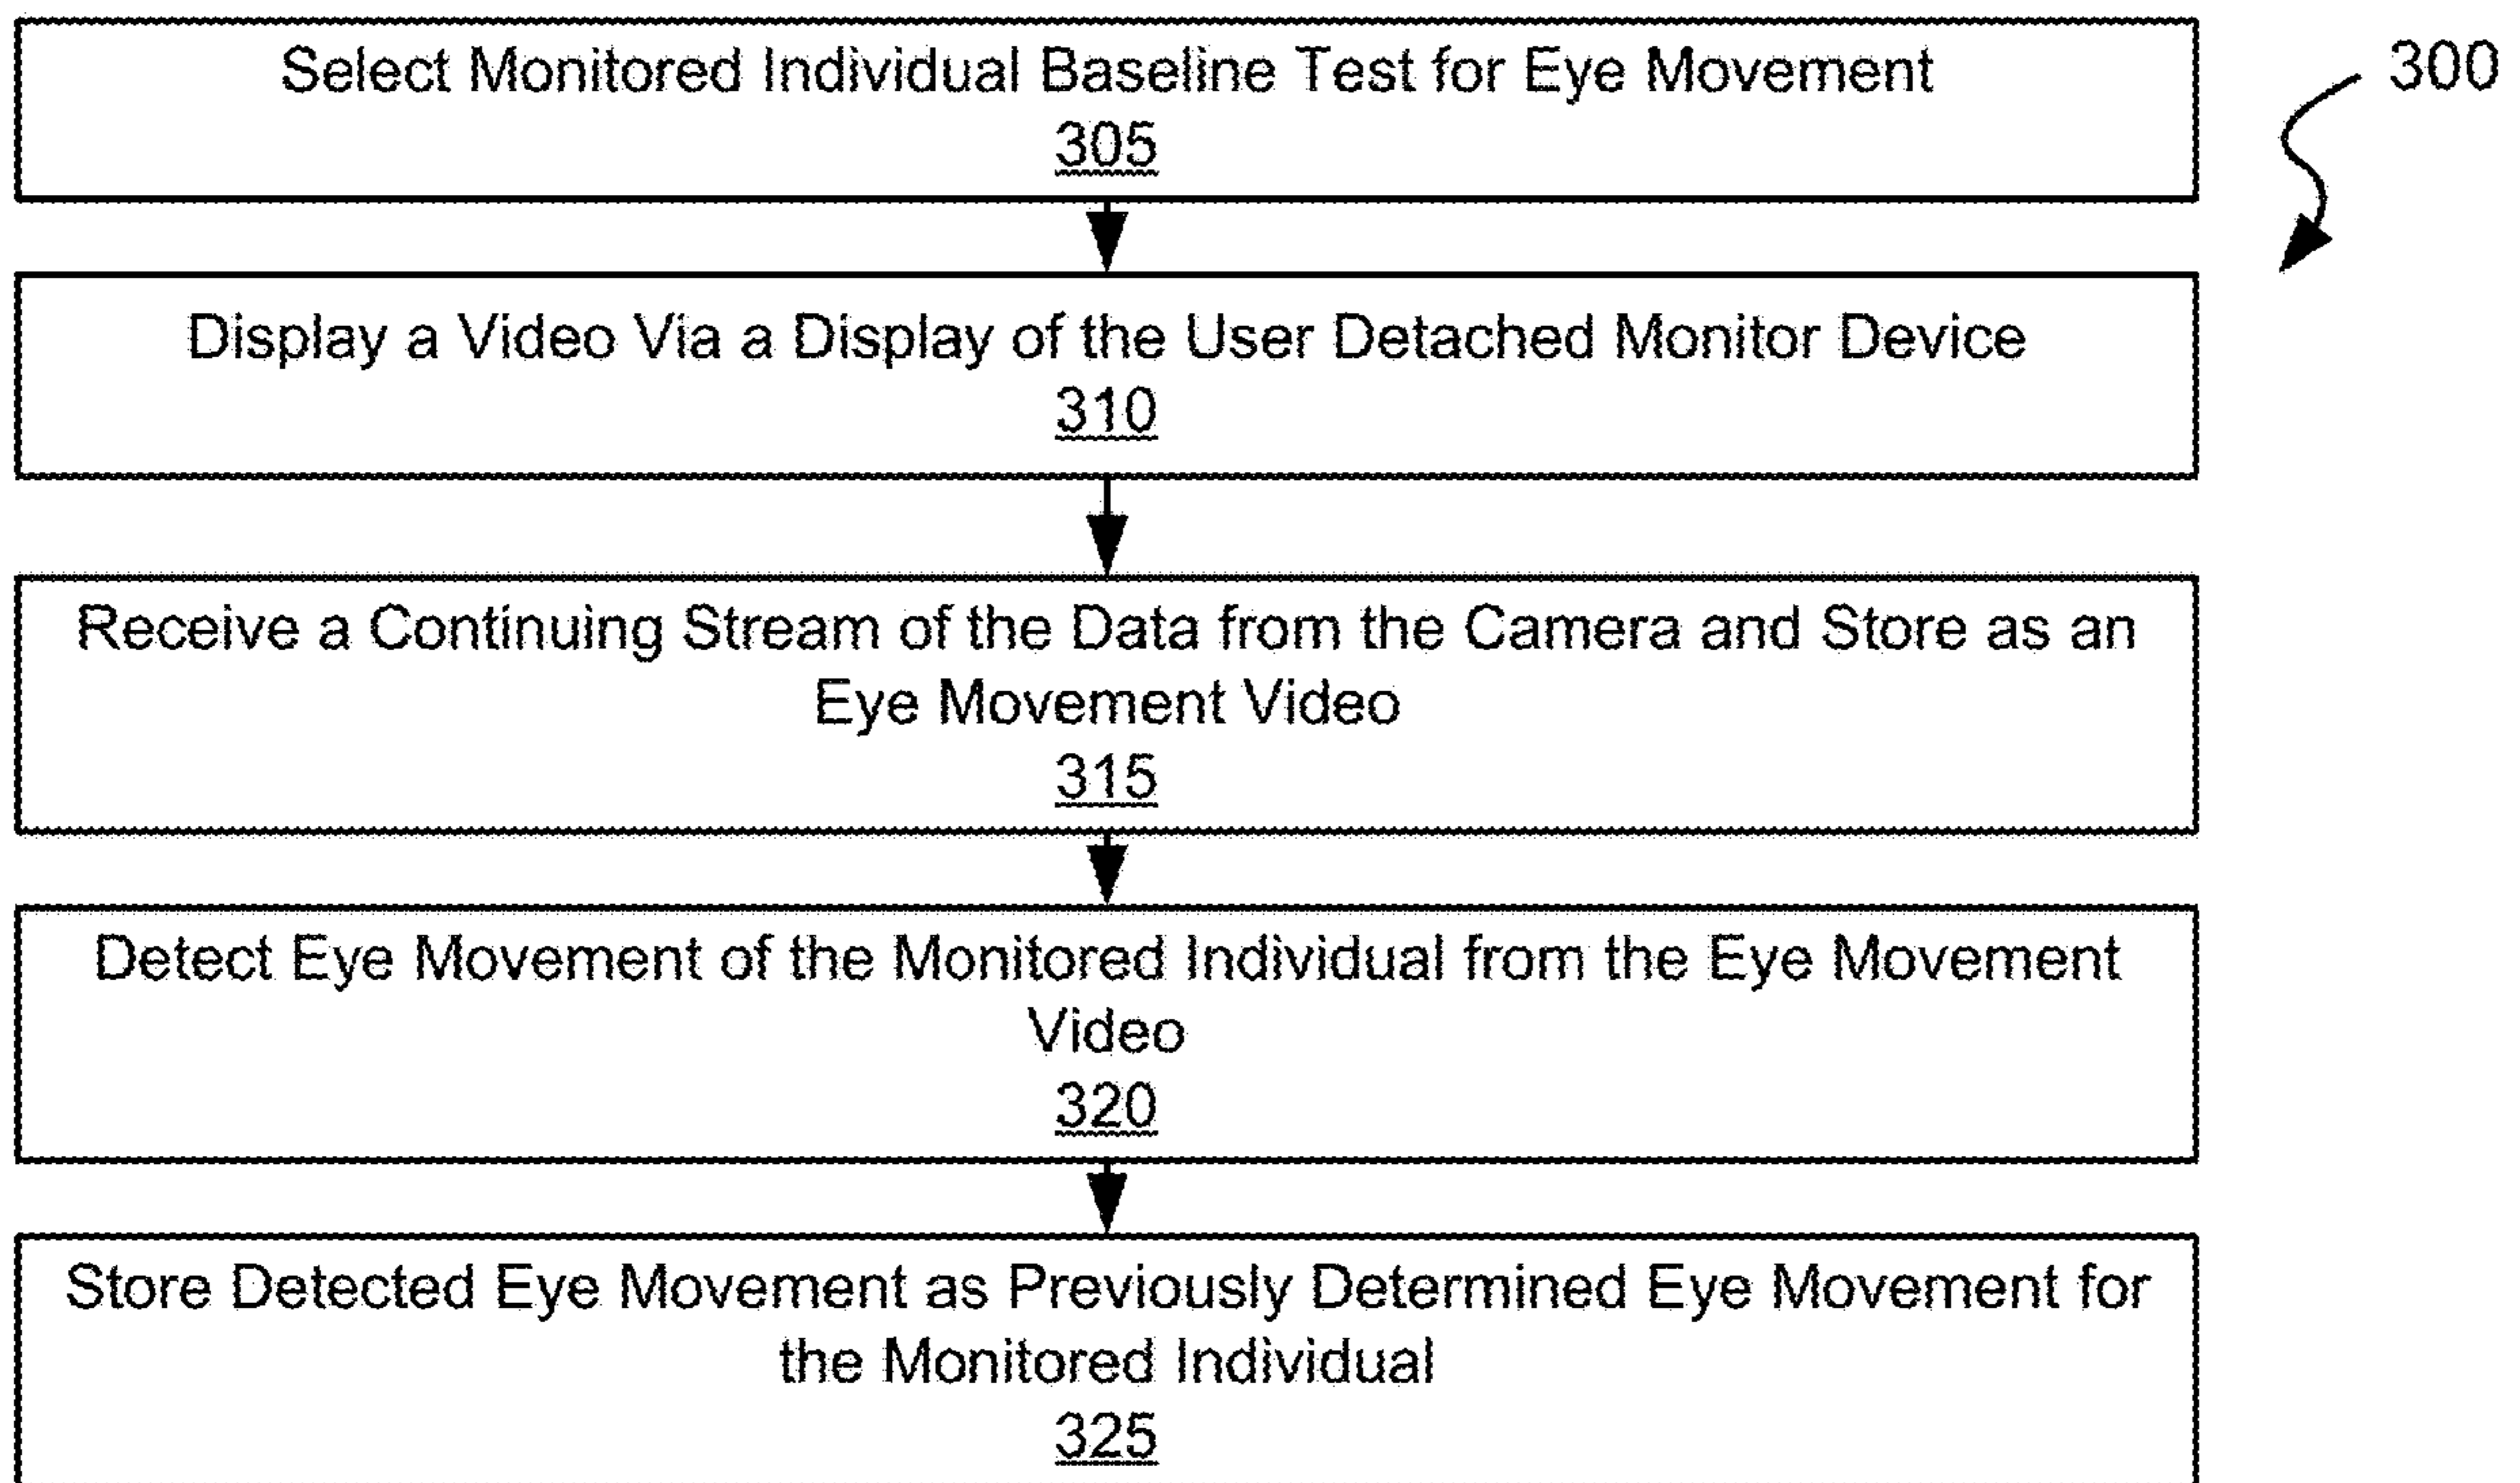 Select Monitored Individual Baseline Test for Eye Movement
305
300
Display a Video Via a Display of the User Detached Monitor Device
310
Receive a Continuing Stream of the Data from the Camera and Store as an
Eye Movement Video
315
Detect Eye Movement of the Monitored Individual from the Eye Movement
Video
320
Store Detected Eye Movement as Previously Determined Eye Movement for
the Monitored Individual
325